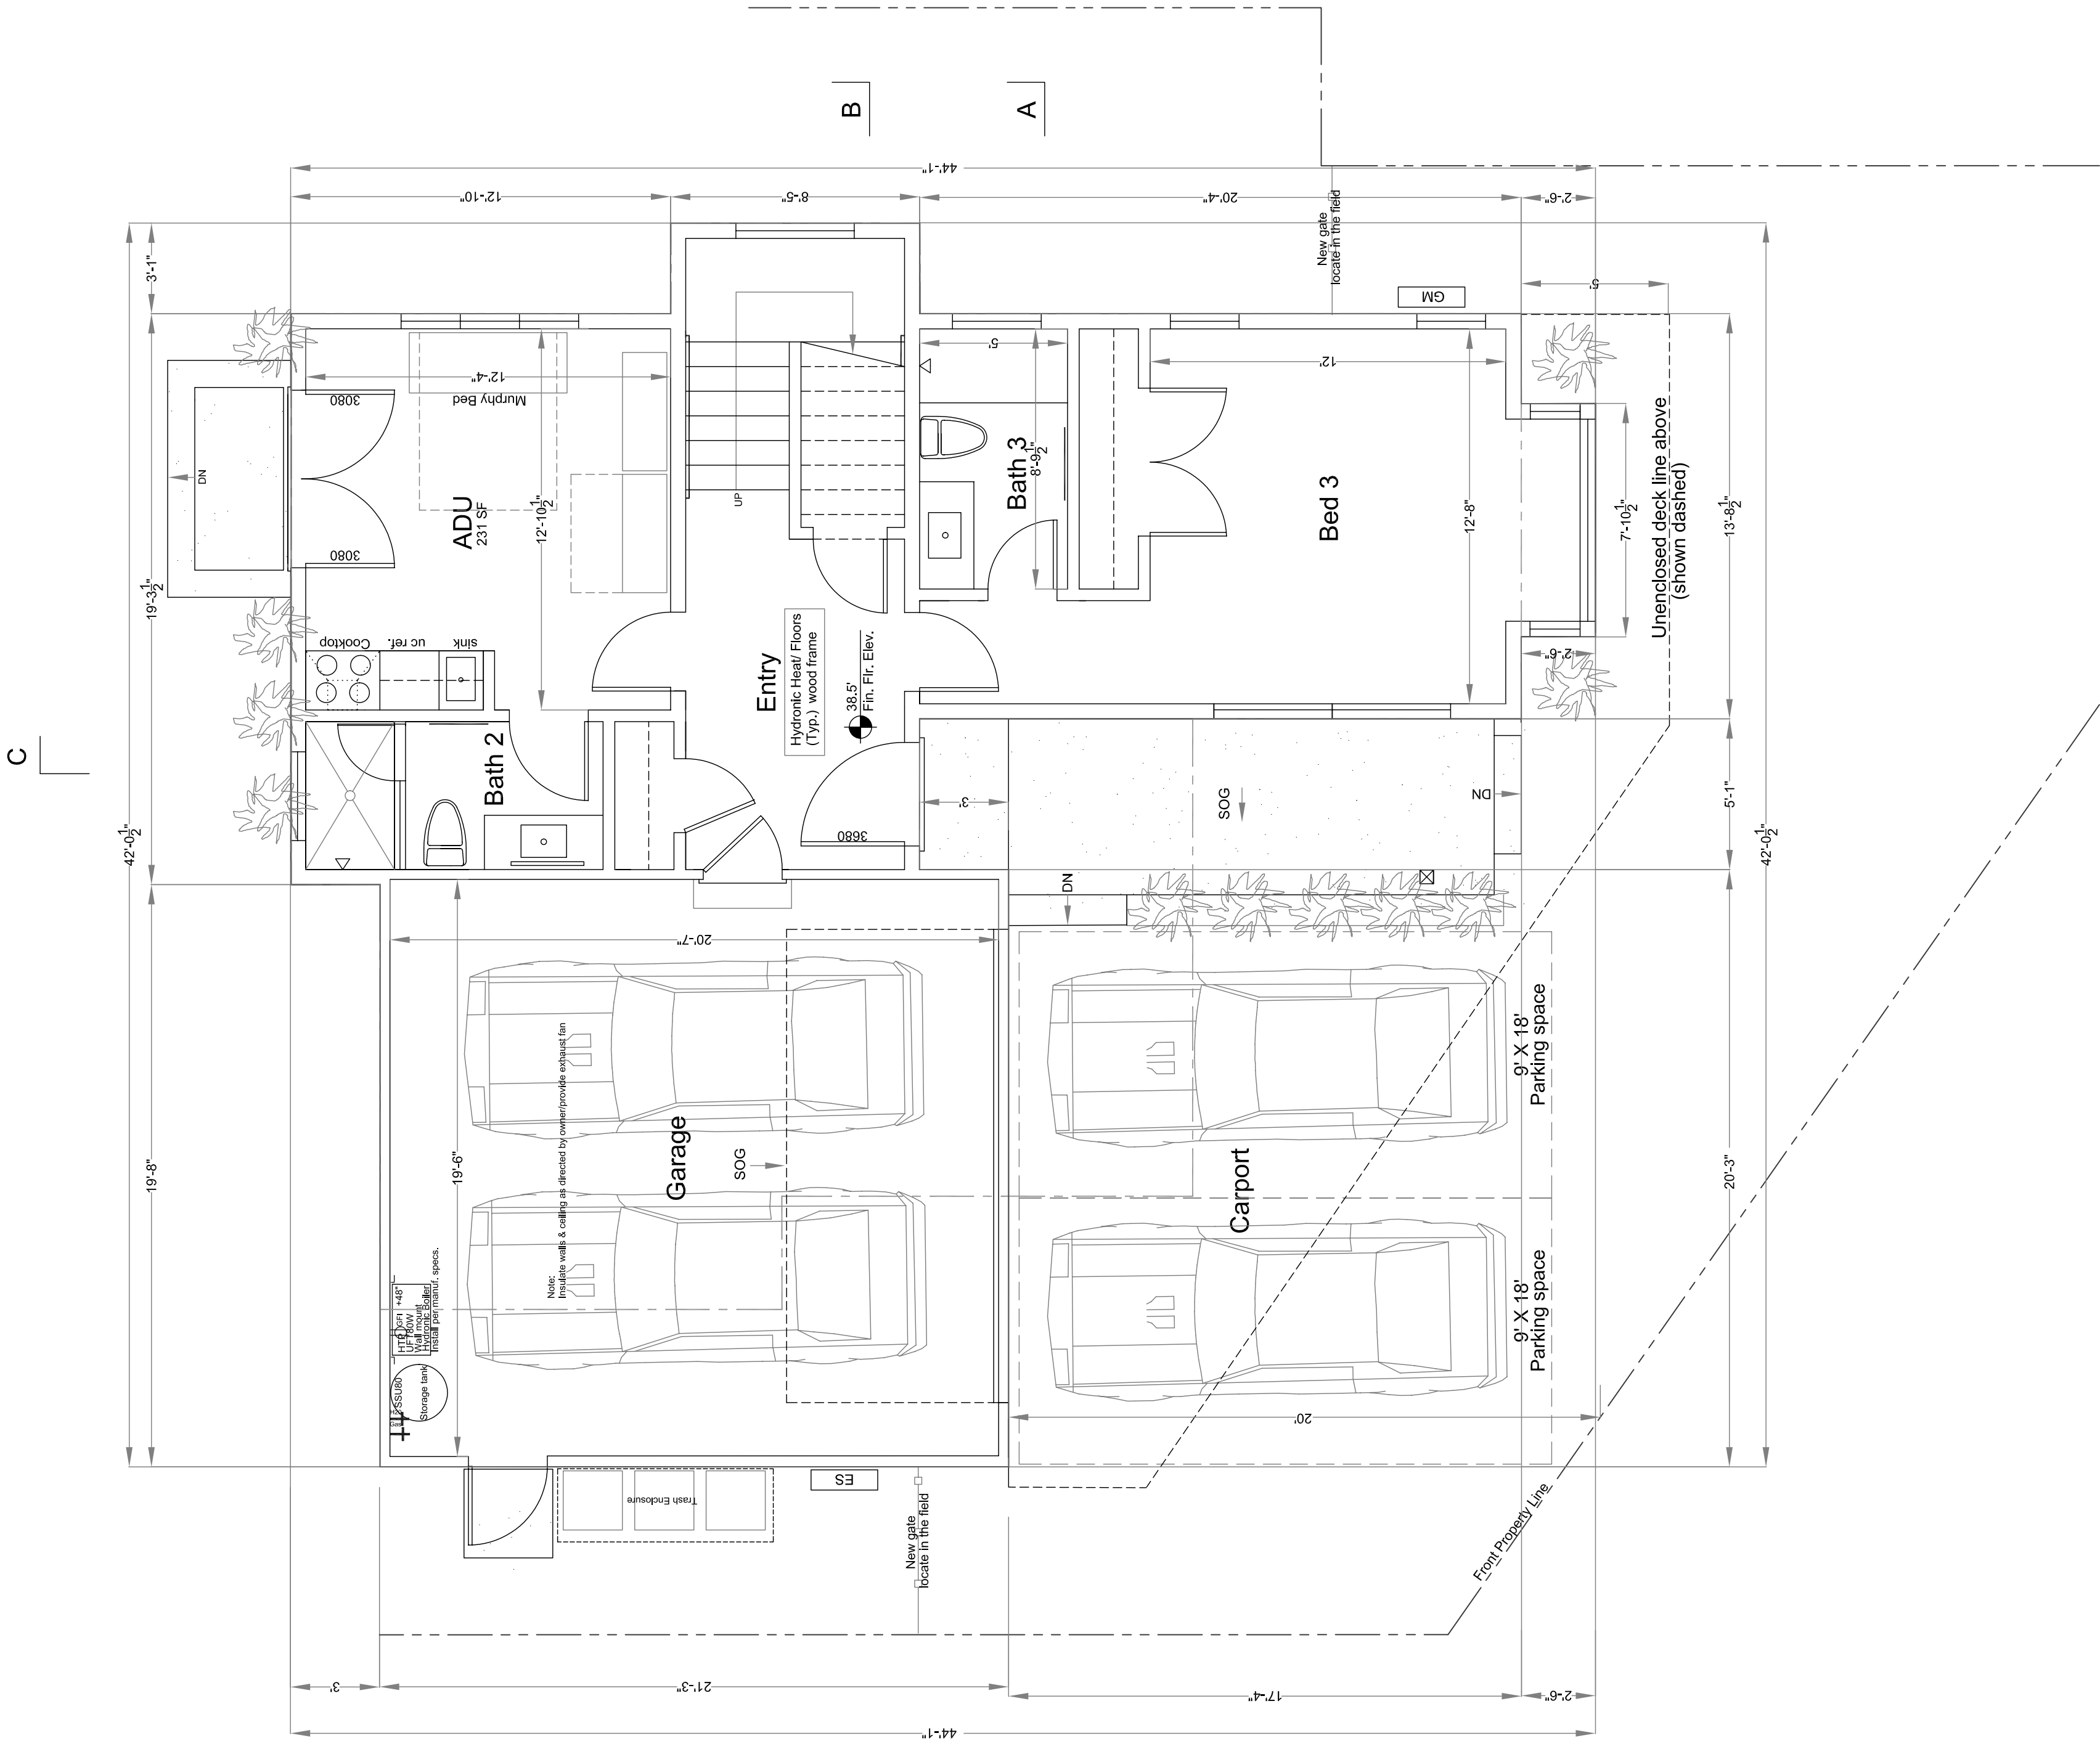 B
A
C
44'-1"
12'-10"
8'-5"
20'-4"
2'-6"
3'-1"
19'-3 1/2"
42'-0 1/2"
19'-8"
New gate
locate in the field
GM
5'
DN
3080
3080
12'-4"
Murphy Bed
ADU
231 SF
12'-10 1/2"
UP
5'
Bath 3
8'-9 1/2"
12'
Bed 3
12'-8"
7'-10 1/2"
2'-6"
Unenclosed deck line above
(shown dashed)
13'-8 1/2"
5'-1"
42'-0 1/2"
20'-3"
Cooktop
uc ref.
sink
Bath 2
Entry
Hydronic Heat/ Floors
(Typ.) wood frame
38.5'
Fin. Flr. Elev.
3680
3'
SOG
DN
DN
20'-7"
19'-6"
Note:
Insulate walls & ceiling as directed by owner/provide exhaust fan
Garage
SOG
Carport
9' X 18'
Parking space
9' X 18'
Parking space
20'
HTP
GFI
+48"
UFT80W
Wall mount
Hydronic Boiler
Install per manuf. specs.
SSU80
Storage tank
Gas
Trash Enclosure
ES
New gate
locate in the field
Front Property Line
3'
21'-3"
17'-4"
2'-6"
44'-1"